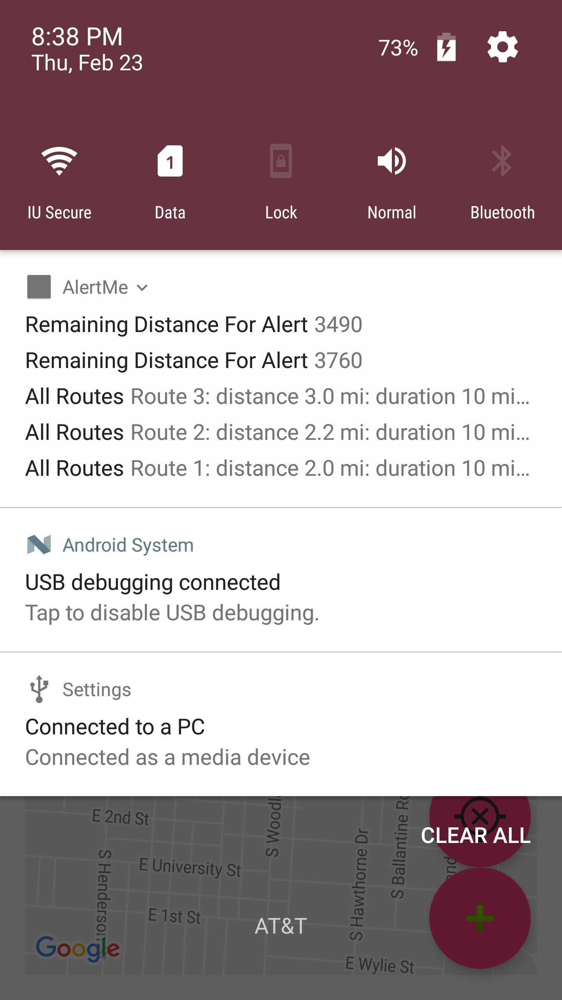 8:38 PM
73%
Thu, Feb 23
1
IU Secure
Data
Lock
Normal
Bluetooth
AlertMe
Remaining Distance For Alert 3490
Remaining Distance For Alert 3760
All Routes Route 3: distance 3.0 mi: duration 10 mi…
All Routes Route 2: distance 2.2 mi: duration 10 mi…
All Routes Route 1: distance 2.0 mi: duration 10 mi…
Android System
USB debugging connected
Tap to disable USB debugging.
Settings
Connected to a PC
Connected as a media device
E 2nd St
S Woodl
S Ballantine Ro
CLEAR ALL
S Henderson
E University St
S Hawthorne Dr
and
E 1st St
AT&T
Google
E Wylie St